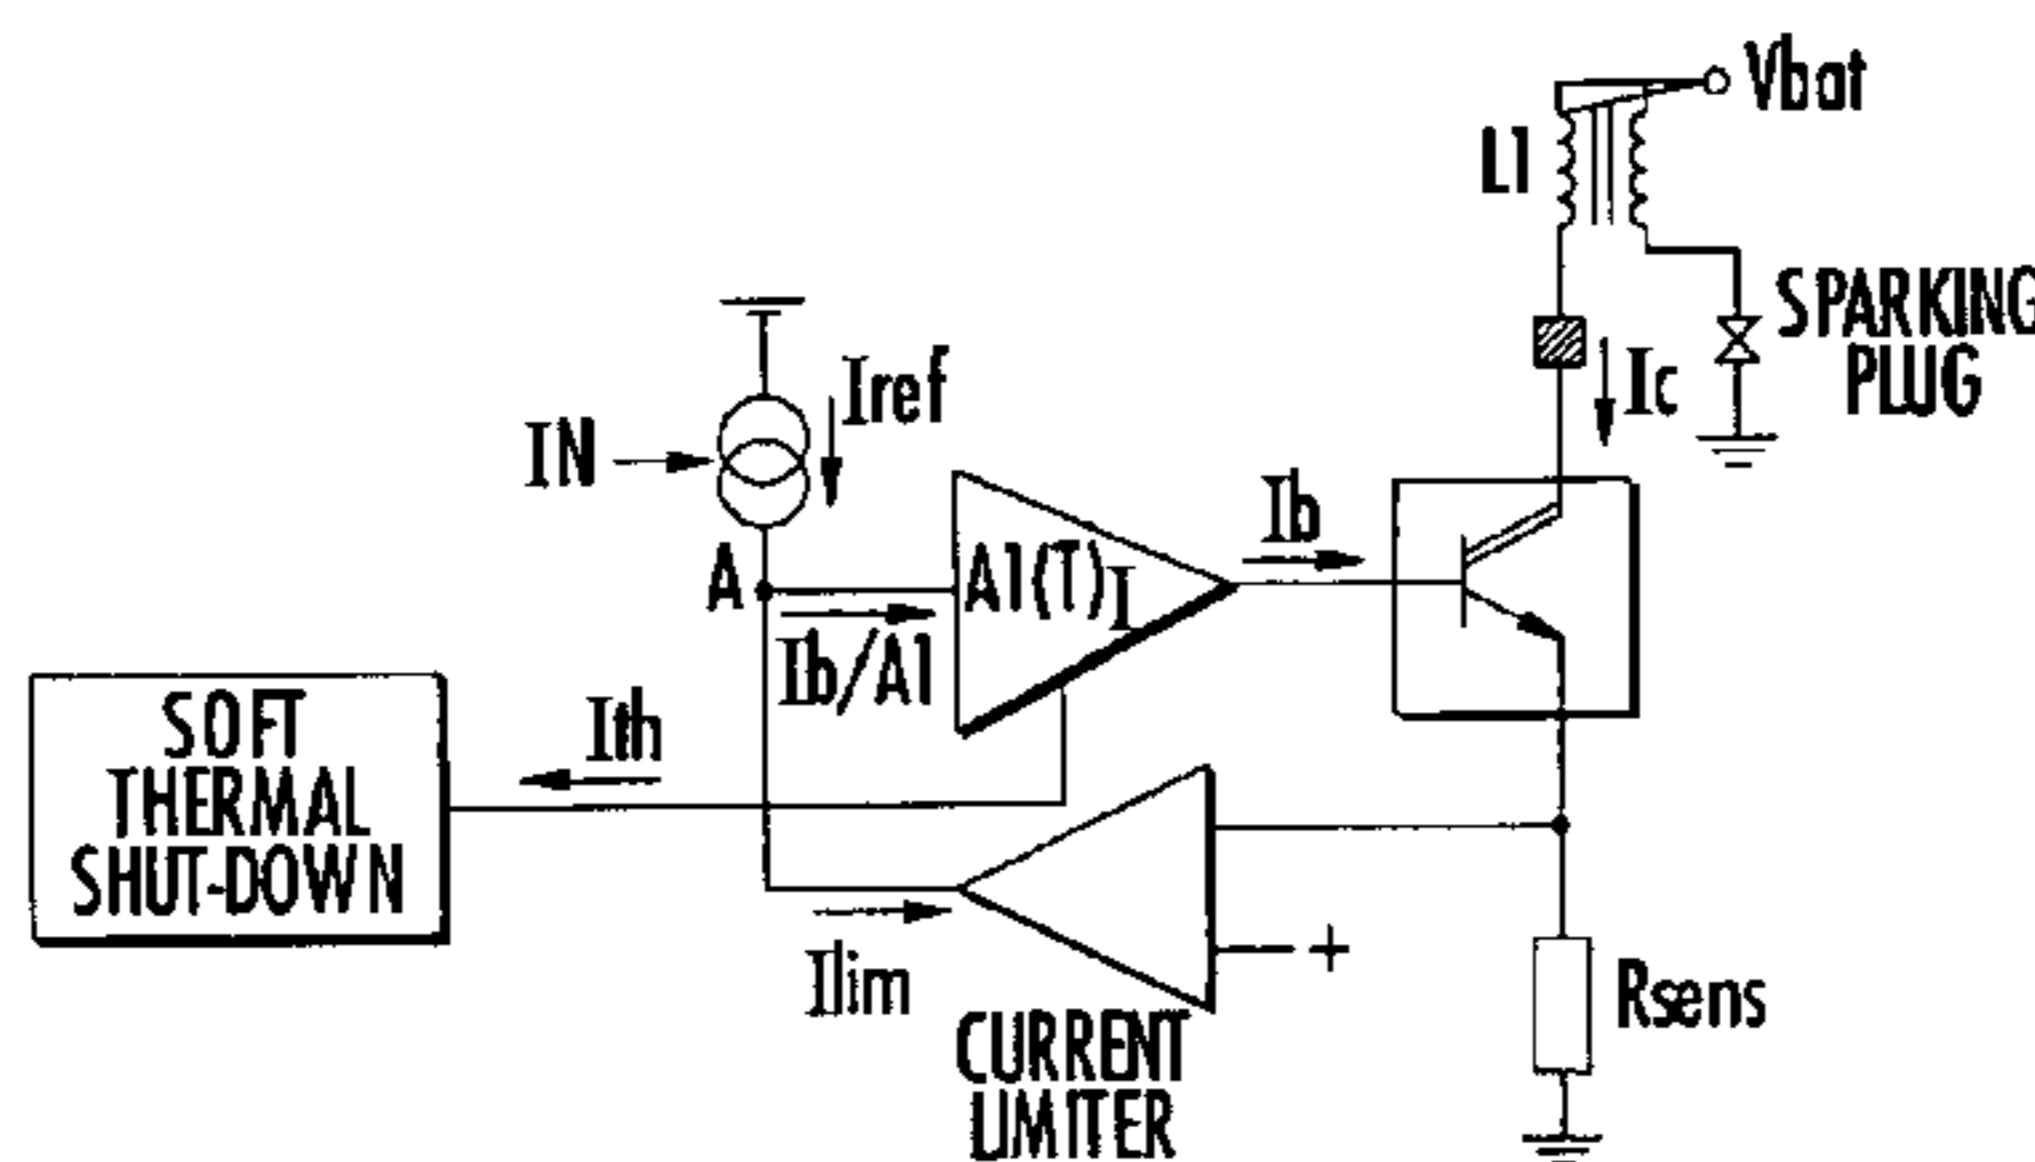 Vbat
L1
SPARKING
PLUG
Ic
Iref
IN
Ib
A
A1(T)I
Ib/A1
SOFT
THERMAL
SHUT-DOWN
Ith
Ilim
+
CURRENT
LIMITER
Rsens